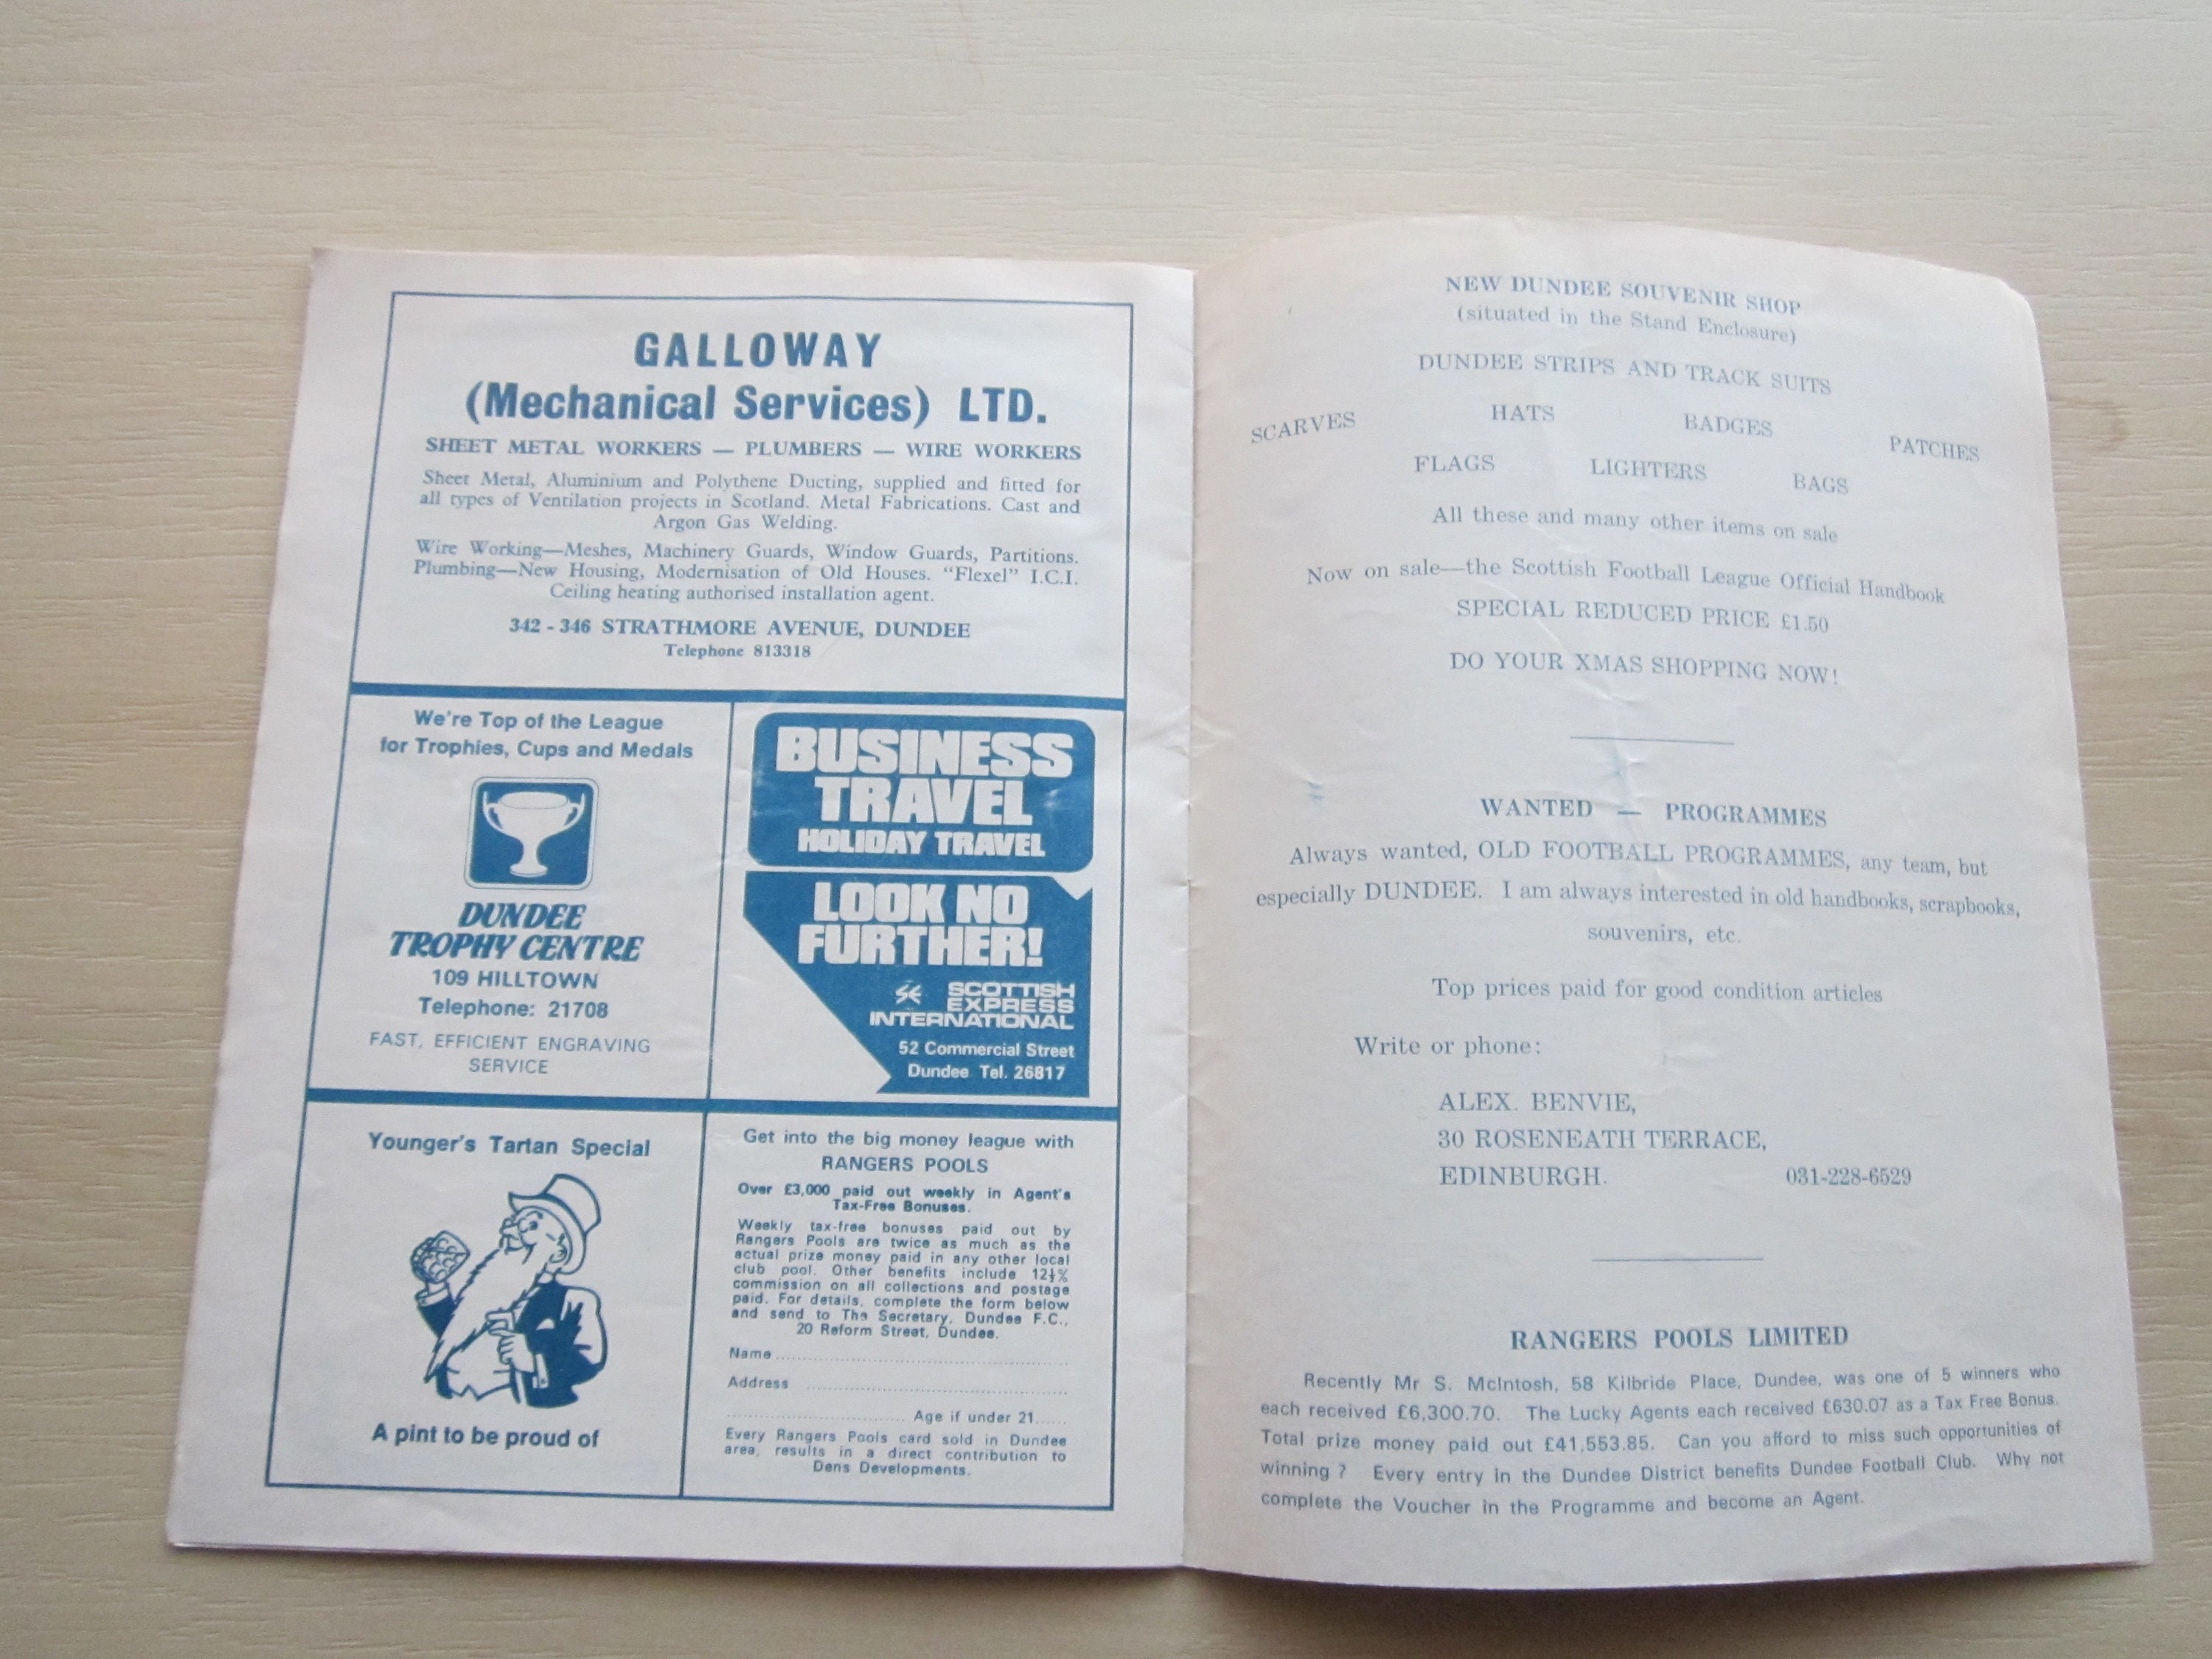 GALLOWAY
(Mechanical Services) LTD.
SHEET METAL WORKERS — PLUMBERS — WIRE WORKERS
Sheet Metal, Aluminium and Polythene Ducting, supplied and fitted for
all types of Ventilation projects in Scotland. Metal Fabrications. Cast and
Argon Gas Welding.
Wire Working—Meshes, Machinery Guards, Window Guards, Partitions.
Plumbing—New Housing, Modernisation of Old Houses. "Flexel" I.C.I.
Ceiling heating authorised installation agent.
342 - 346 STRATHMORE AVENUE, DUNDEE
Telephone 813318
We're Top of the League
for Trophies, Cups and Medals
DUNDEE
TROPHY CENTRE
109 HILLTOWN
Telephone: 21708
FAST, EFFICIENT ENGRAVING
SERVICE
BUSINESS
TRAVEL
HOLIDAY TRAVEL
LOOK NO
FURTHER!
SCOTTISH
EXPRESS
INTERNATIONAL
52 Commercial Street
Dundee Tel. 26817
Younger's Tartan Special
A pint to be proud of
Get into the big money league with
RANGERS POOLS
Over £3,000 paid out weekly in Agent's
Tax-Free Bonuses.
Weekly tax-free bonuses paid out by
Rangers Pools are twice as much as the
actual prize money paid in any other local
club pool. Other benefits include 12½%
commission on all collections and postage
paid. For details, complete the form below
and send to The Secretary, Dundee F.C.,
20 Reform Street, Dundee.
Name
Address
Age if under 21
Every Rangers Pools card sold in Dundee
area, results in a direct contribution to
Dens Developments.
NEW DUNDEE SOUVENIR SHOP
(situated in the Stand Enclosure)
DUNDEE STRIPS AND TRACK SUITS
SCARVES HATS BADGES PATCHES
FLAGS LIGHTERS BAGS
All these and many other items on sale
Now on sale—the Scottish Football League Official Handbook
SPECIAL REDUCED PRICE £1.50
DO YOUR XMAS SHOPPING NOW!
WANTED — PROGRAMMES
Always wanted, OLD FOOTBALL PROGRAMMES, any team, but
especially DUNDEE. I am always interested in old handbooks, scrapbooks,
souvenirs, etc.
Top prices paid for good condition articles
Write or phone:
ALEX. BENVIE,
30 ROSENEATH TERRACE,
EDINBURGH. 031-228-6529
RANGERS POOLS LIMITED
Recently Mr S. McIntosh, 58 Kilbride Place, Dundee, was one of 5 winners who
each received £6,300.70. The Lucky Agents each received £630.07 as a Tax Free Bonus.
Total prize money paid out £41,553.85. Can you afford to miss such opportunities of
winning ? Every entry in the Dundee District benefits Dundee Football Club. Why not
complete the Voucher in the Programme and become an Agent.